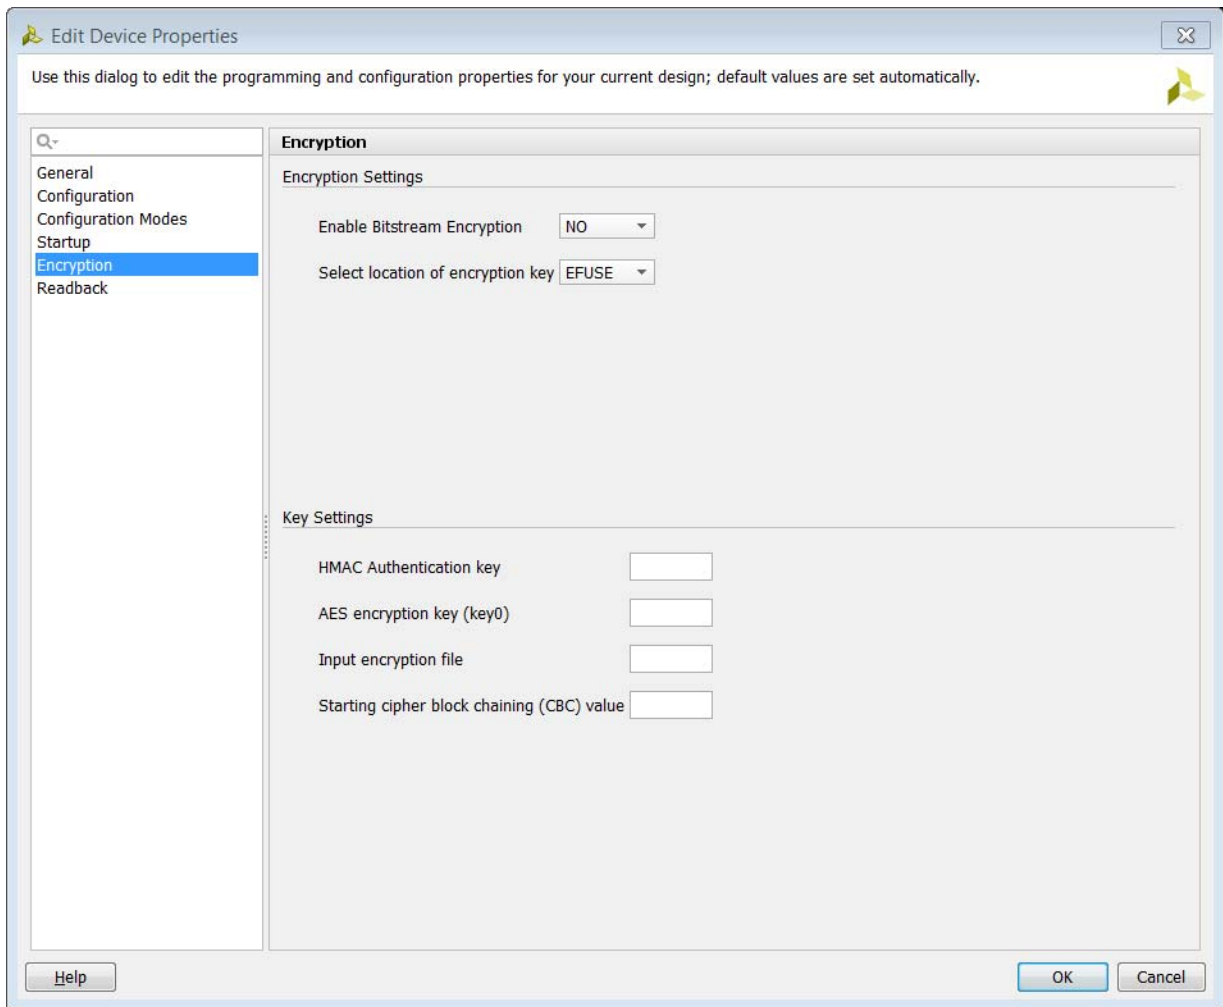 Edit Device Properties
Use this dialog to edit the programming and configuration properties for your current design; default values are set automatically.
General
Configuration
Configuration Modes
Startup
Encryption
Readback
Encryption
Encryption Settings
Enable Bitstream Encryption NO
Select location of encryption key EFUSE
Key Settings
HMAC Authentication key
AES encryption key (key0)
Input encryption file
Starting cipher block chaining (CBC) value
Help OK Cancel